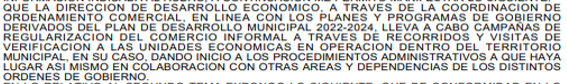 QUE LA DIRECCION DE DESARROLLO ECONOMICO, A TRAVES DE LA COORDINACION DE
ORDENAMIENTO COMERCIAL, EN LINEA CON LOS PLANES Y PROGRAMAS DE GOBIERNO
DERIVADOS DEL PLAN DE DESARROLLO MUNICIPAL 2022-2024, LLEVA A CABO CAMPAÑAS DE
REGULARIZACION DEL COMERCIO INFORMAL A TRAVES DE RECORRIDOS Y VISITAS DE
VERIFICACION A LAS UNIDADES ECONOMICAS EN OPERACION DENTRO DEL TERRITORIO
MUNICIPAL, EN SU CASO, DANDO INICIO A LOS PROCEDIMIENTOS ADMINISTRATIVOS A QUE HAYA
LUGAR ASI MISMO EN COLABORACION CON OTRAS AREAS Y DEPENDENCIAS DE LOS DISTINTOS
ORDENES DE GOBIERNO.